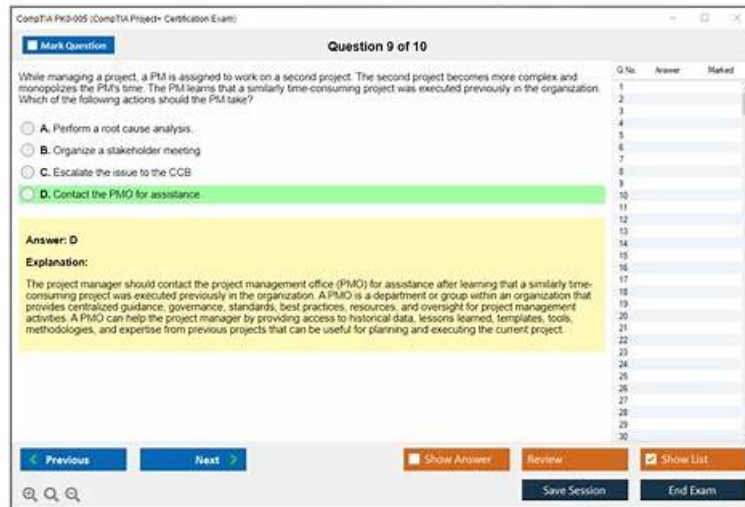 CompTIA PK0-005 (CompTIA Project+ Certification Exam)
Mark Question
Question 9 of 10
While managing a project, a PM is assigned to work on a second project. The second project becomes more complex and
monopolizes the PM's time. The PM learns that a similarly time-consuming project was executed previously in the organization.
Which of the following actions should the PM take?
A. Perform a root cause analysis.
B. Organize a stakeholder meeting
C. Escalate the issue to the CCB
D. Contact the PMO for assistance
Answer: D
Explanation:
The project manager should contact the project management office (PMO) for assistance after learning that a similarly time-
consuming project was executed previously in the organization. A PMO is a department or group within an organization that
provides centralized guidance, governance, standards, best practices, resources, and oversight for project management
activities. A PMO can help the project manager by providing access to historical data, lessons learned, templates, tools,
methodologies, and expertise from previous projects that can be useful for planning and executing the current project.
Q No. Answer Marked
1
2
3
4
5
6
7
8
9
10
11
12
13
14
15
16
17
18
19
20
21
22
23
24
25
26
27
28
29
30
Previous Next Show Answer Review Show List
Save Session End Exam